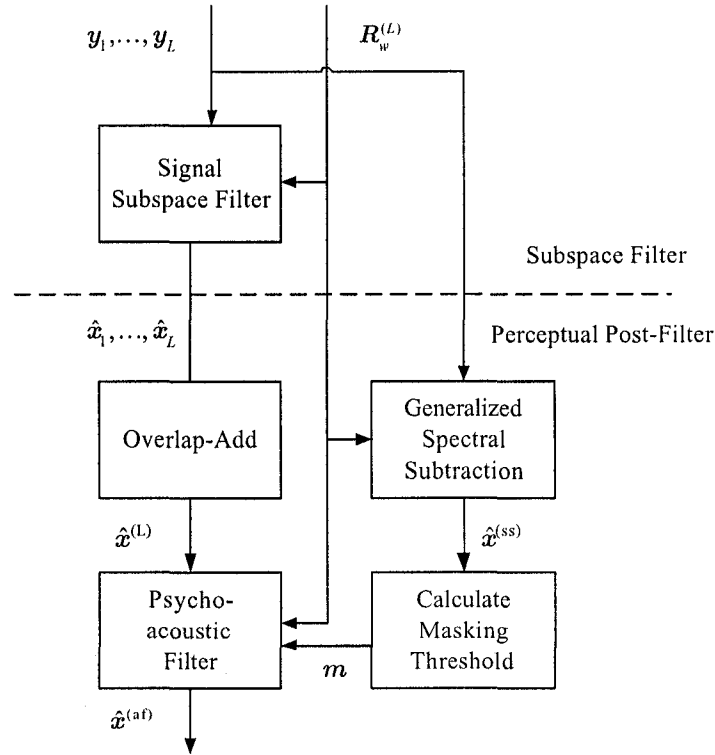 y₁,…,y_L
R_w^(L)
Signal
Subspace Filter
Subspace Filter
x̂₁,…,x̂_L
Perceptual Post-Filter
Overlap-Add
Generalized
Spectral
Subtraction
x̂^(L)
x̂^(ss)
Psycho-
acoustic
Filter
Calculate
Masking
Threshold
m
x̂^(af)